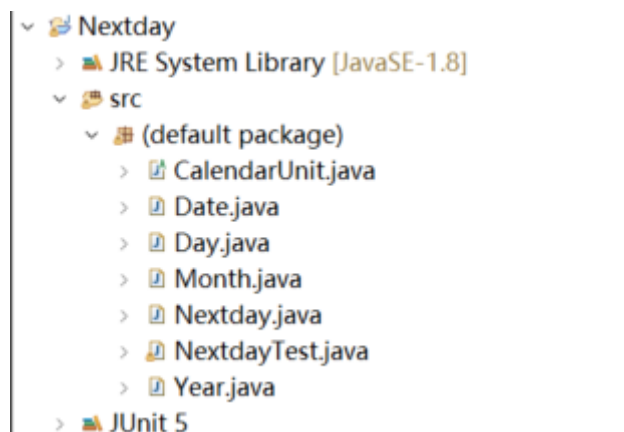 Nextday
JRE System Library [JavaSE-1.8]
src
(default package)
CalendarUnit.java
Date.java
Day.java
Month.java
Nextday.java
NextdayTest.java
Year.java
JUnit 5